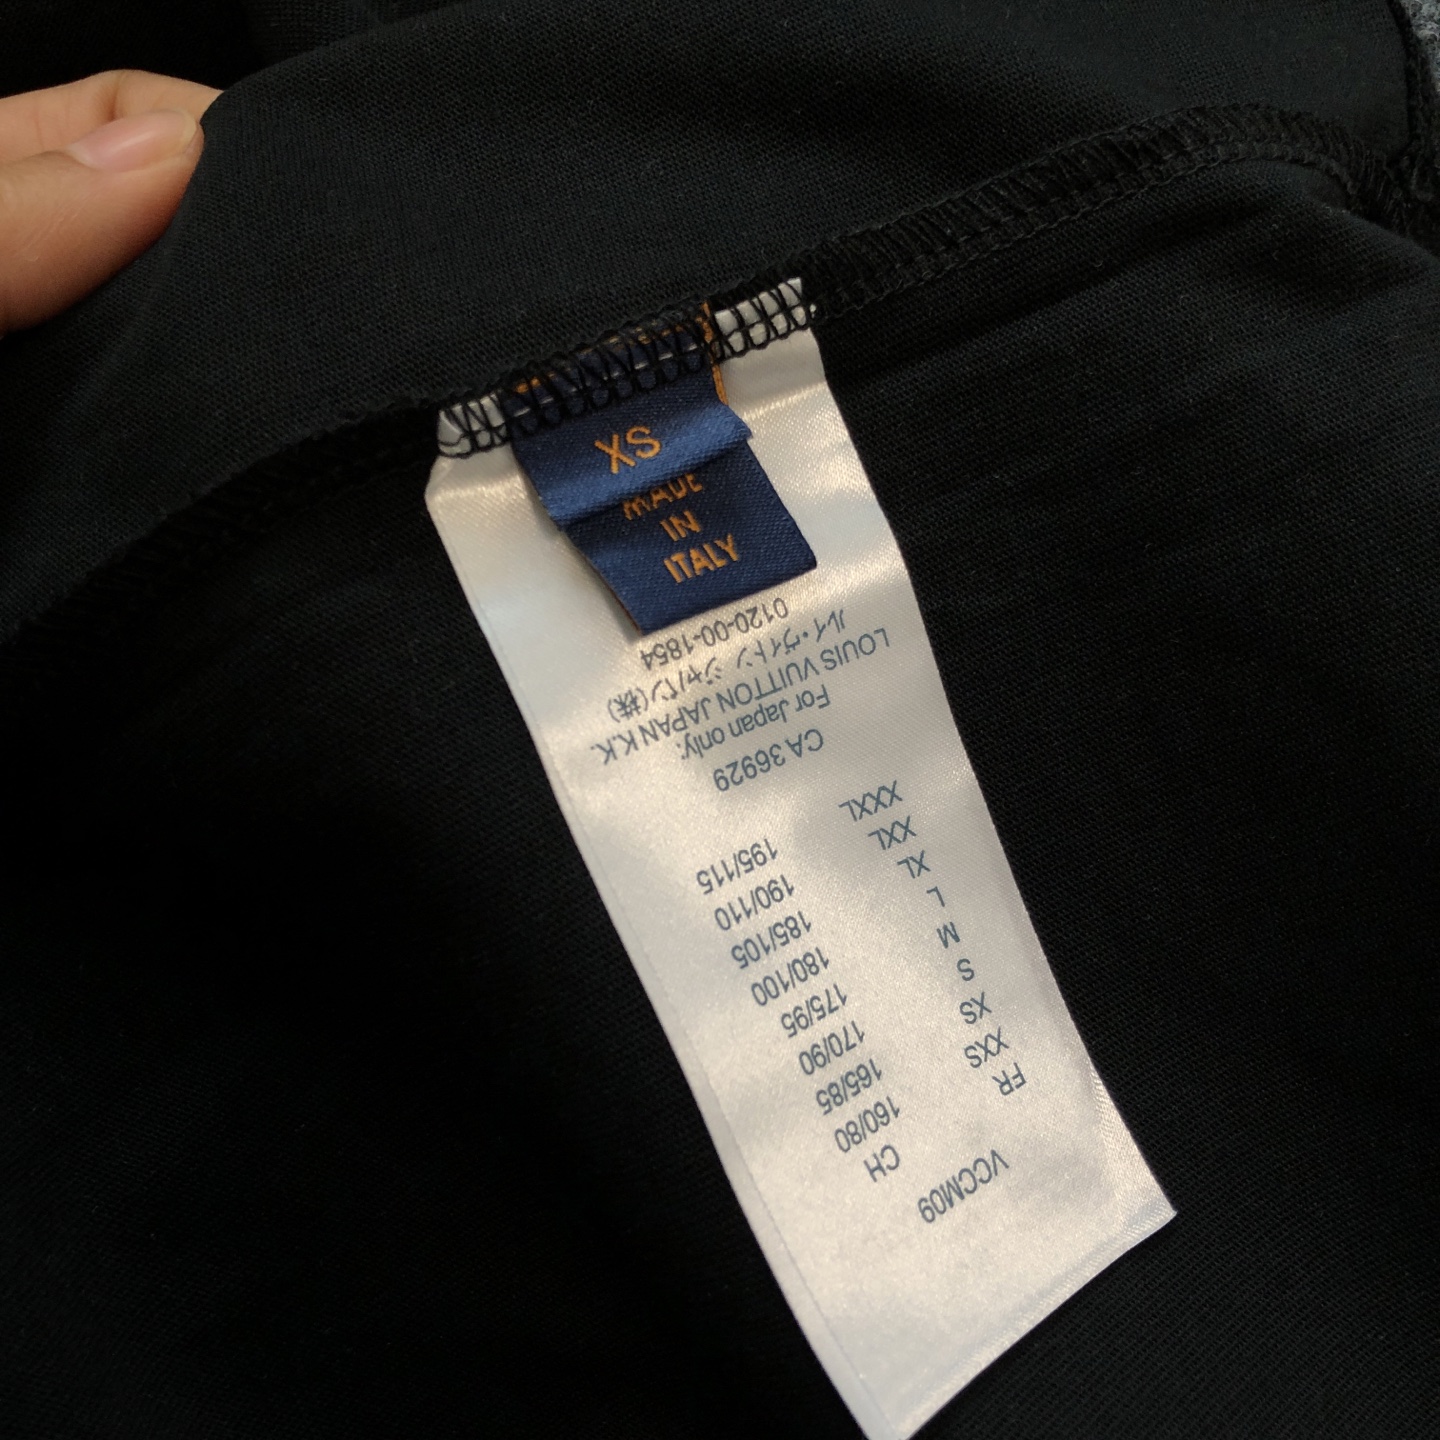 XS
MADE
IN
ITALY
VCCM09
FR CH
XXS 160/80
XS 165/85
S 170/90
M 175/95
L 180/100
XL 185/105
XXL 190/110
XXXL 195/115
CA 36929
For Japan only:
LOUIS VUITTON JAPAN K.K.
ルイ・ヴィトン ジャパン(株)
0120-00-1854